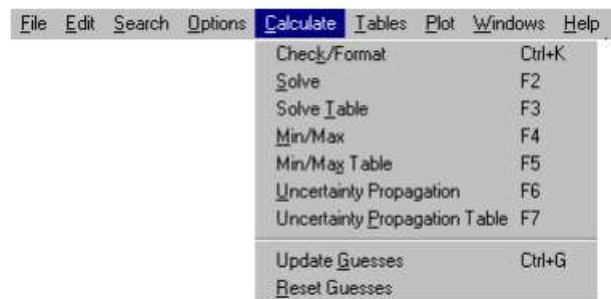 File Edit Search Options Calculate Tables Plot Windows Help
Check/Format Ctrl+K
Solve F2
Solve Table F3
Min/Max F4
Min/Max Table F5
Uncertainty Propagation F6
Uncertainty Propagation Table F7
Update Guesses Ctrl+G
Reset Guesses